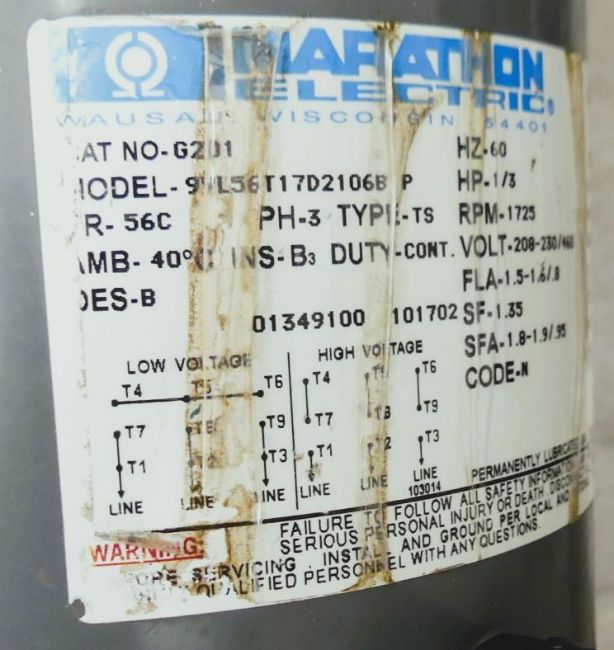 MARATHON
ELECTRIC®
WAUSAU WISCONSIN 54401
CAT NO-G201 HZ-60
HP-1/3
FR-56C PH-3 TYPE-TS RPM-1725
AMB-40°C INS-B3 DUTY-CONT. VOLT-208-230/460
DES-B FLA-1.5-1.6/.8
01349100 101702 SF-1.35
SFA-1.8-1.9/.95
LOW VOLTAGE HIGH VOLTAGE CODE-N
T4 T5 T6 T4 T5 T6
T7 T8 T9 T7 T8 T9
T1 T2 T3 T1 T2 T3
LINE LINE LINE LINE LINE LINE
103014
PERMANENTLY LUBRICATED
WARNING: FAILURE TO FOLLOW ALL SAFETY INFORMATION
SERIOUS PERSONAL INJURY OR DEATH.
SERVICING. INSTALL AND GROUND PER LOCAL AND
QUALIFIED PERSONNEL WITH ANY QUESTIONS.